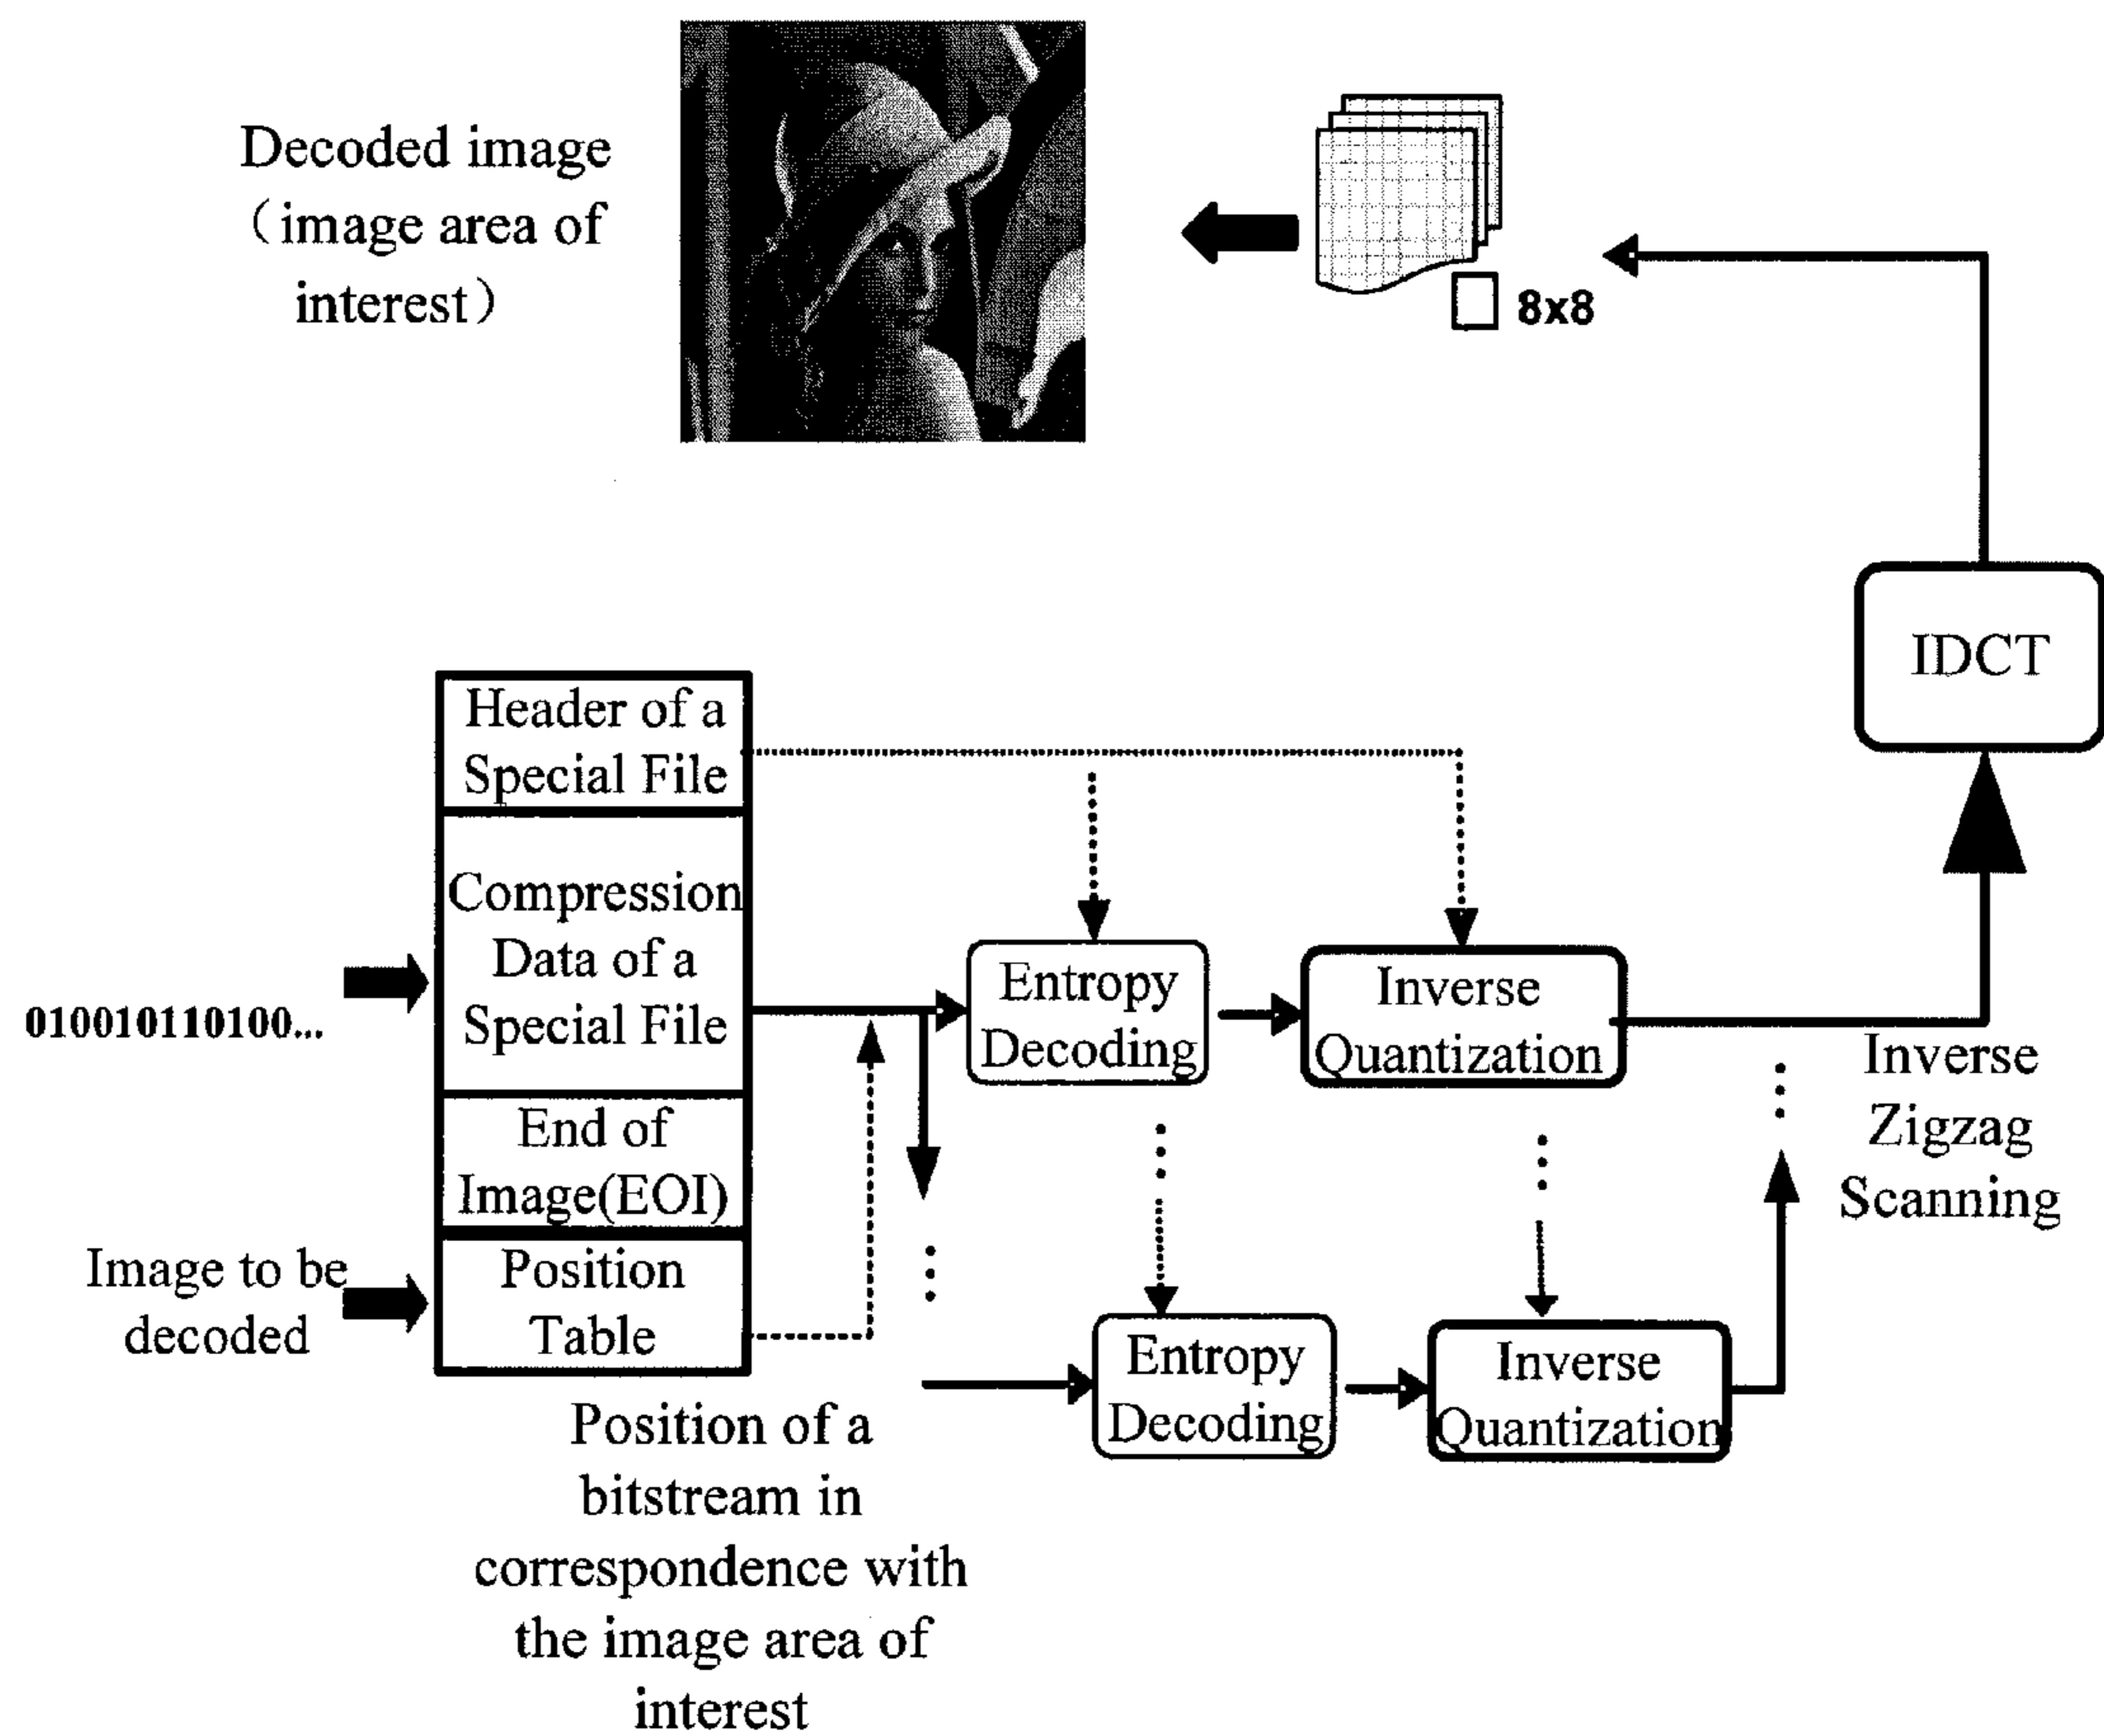 Decoded image
（image area of
interest）
8x8
IDCT
Header of a
Special File
Compression
Data of a
Special File
End of
Image(EOI)
Position
Table
010010110100...
Image to be
decoded
Entropy
Decoding
Inverse
Quantization
Inverse
Zigzag
Scanning
Entropy
Decoding
Inverse
Quantization
Position of a
bitstream in
correspondence with
the image area of
interest